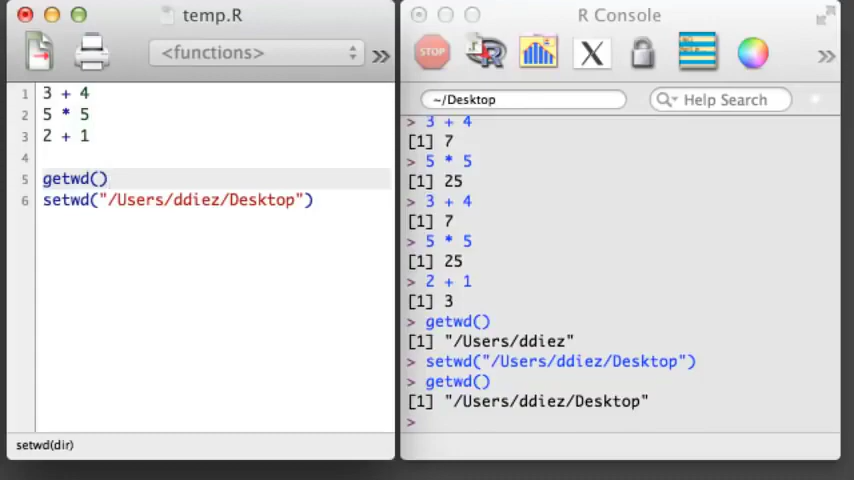 temp.R
<functions>
»
1 3 + 4
2 5 * 5
3 2 + 1
4
5 getwd()
6 setwd("/Users/ddiez/Desktop")
setwd(dir)
R Console
STOP
R
X
»
~/Desktop
Help Search
> 3 + 4
[1] 7
> 5 * 5
[1] 25
> 3 + 4
[1] 7
> 5 * 5
[1] 25
> 2 + 1
[1] 3
> getwd()
[1] "/Users/ddiez"
> setwd("/Users/ddiez/Desktop")
> getwd()
[1] "/Users/ddiez/Desktop"
>